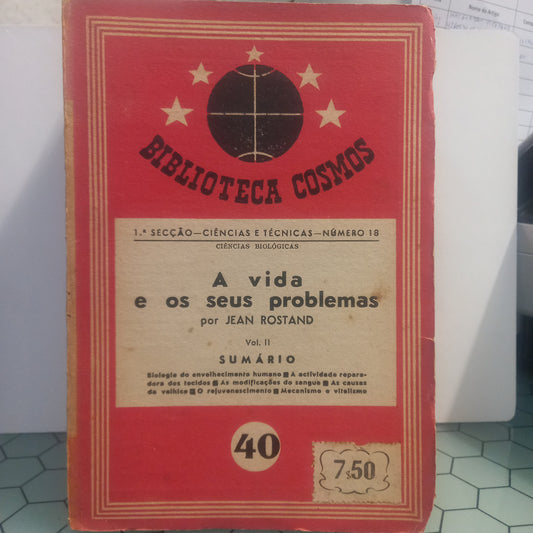 BIBLIOTECA COSMOS
1.ª SECÇÃO—CIÊNCIAS E TÉCNICAS—NÚMERO 18
CIÊNCIAS BIOLÓGICAS
A vida
e os seus problemas
por JEAN ROSTAND
Vol. II
SUMÁRIO
Biologia do envelhecimento humano ■ A actividade repara-
dora dos tecidos ■ As modificações do sangue ■ As causas
da velhice ■ O rejuvenescimento ■ Mecanismo e vitalismo
40
7$50